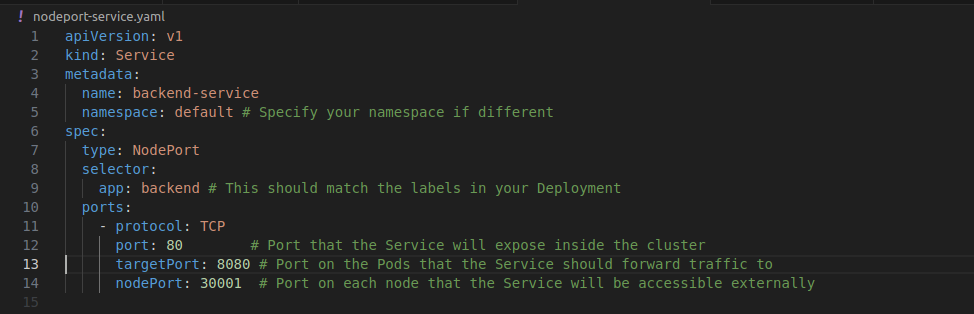 ! nodeport-service.yaml
1 apiVersion: v1
2 kind: Service
3 metadata:
4   name: backend-service
5   namespace: default # Specify your namespace if different
6 spec:
7   type: NodePort
8   selector:
9     app: backend # This should match the labels in your Deployment
10   ports:
11     - protocol: TCP
12       port: 80        # Port that the Service will expose inside the cluster
13       targetPort: 8080 # Port on the Pods that the Service should forward traffic to
14       nodePort: 30001  # Port on each node that the Service will be accessible externally
15